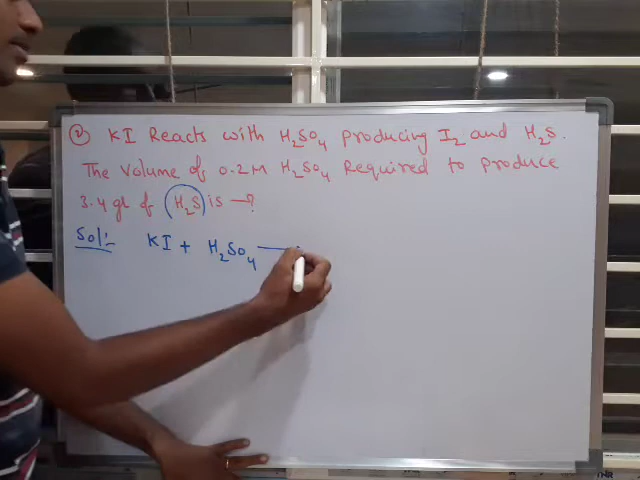 ② KI Reacts with H₂SO₄ producing I₂ and H₂S.
The Volume of 0.2M H₂SO₄ Required to produce
3.4 gr of (H₂S) is →?
Sol:- KI + H₂SO₄ —